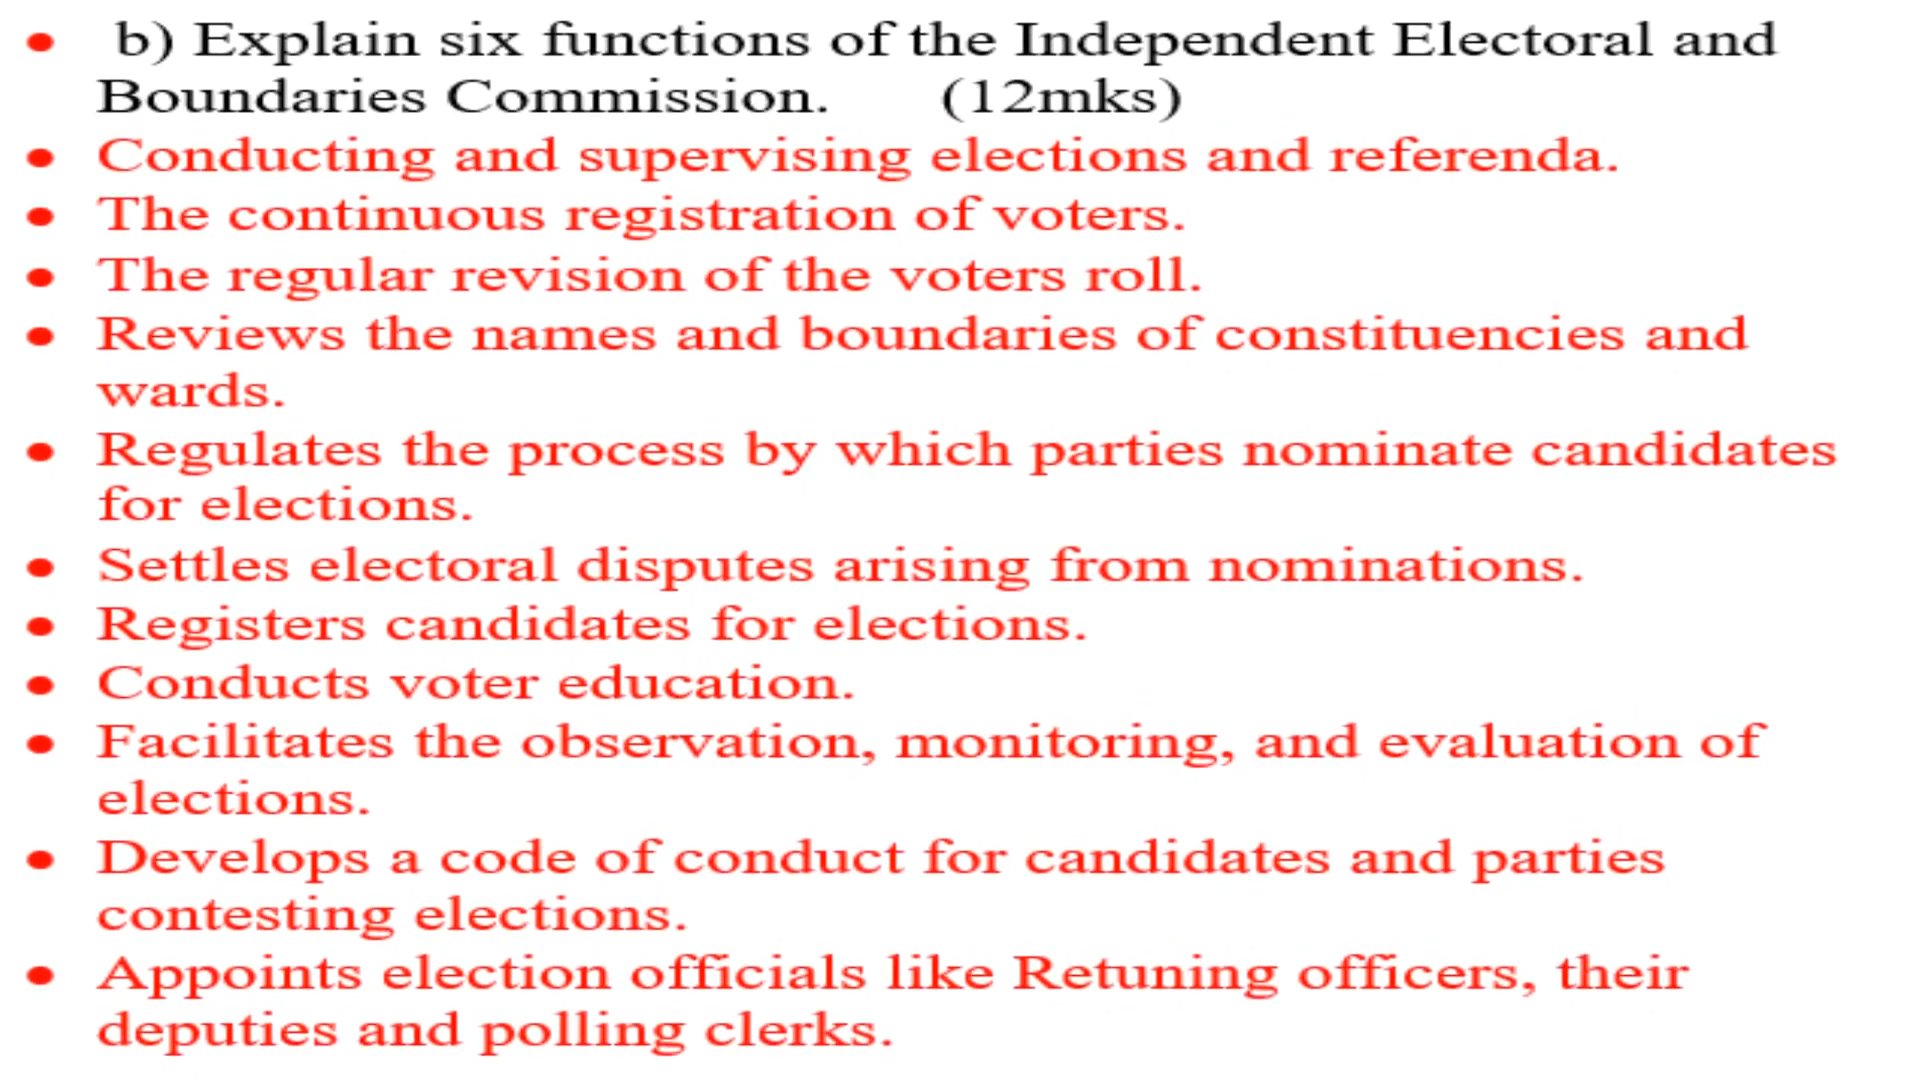 • b) Explain six functions of the Independent Electoral and
Boundaries Commission. (12mks)
• Conducting and supervising elections and referenda.
• The continuous registration of voters.
• The regular revision of the voters roll.
• Reviews the names and boundaries of constituencies and
wards.
• Regulates the process by which parties nominate candidates
for elections.
• Settles electoral disputes arising from nominations.
• Registers candidates for elections.
• Conducts voter education.
• Facilitates the observation, monitoring, and evaluation of
elections.
• Develops a code of conduct for candidates and parties
contesting elections.
• Appoints election officials like Retuning officers, their
deputies and polling clerks.